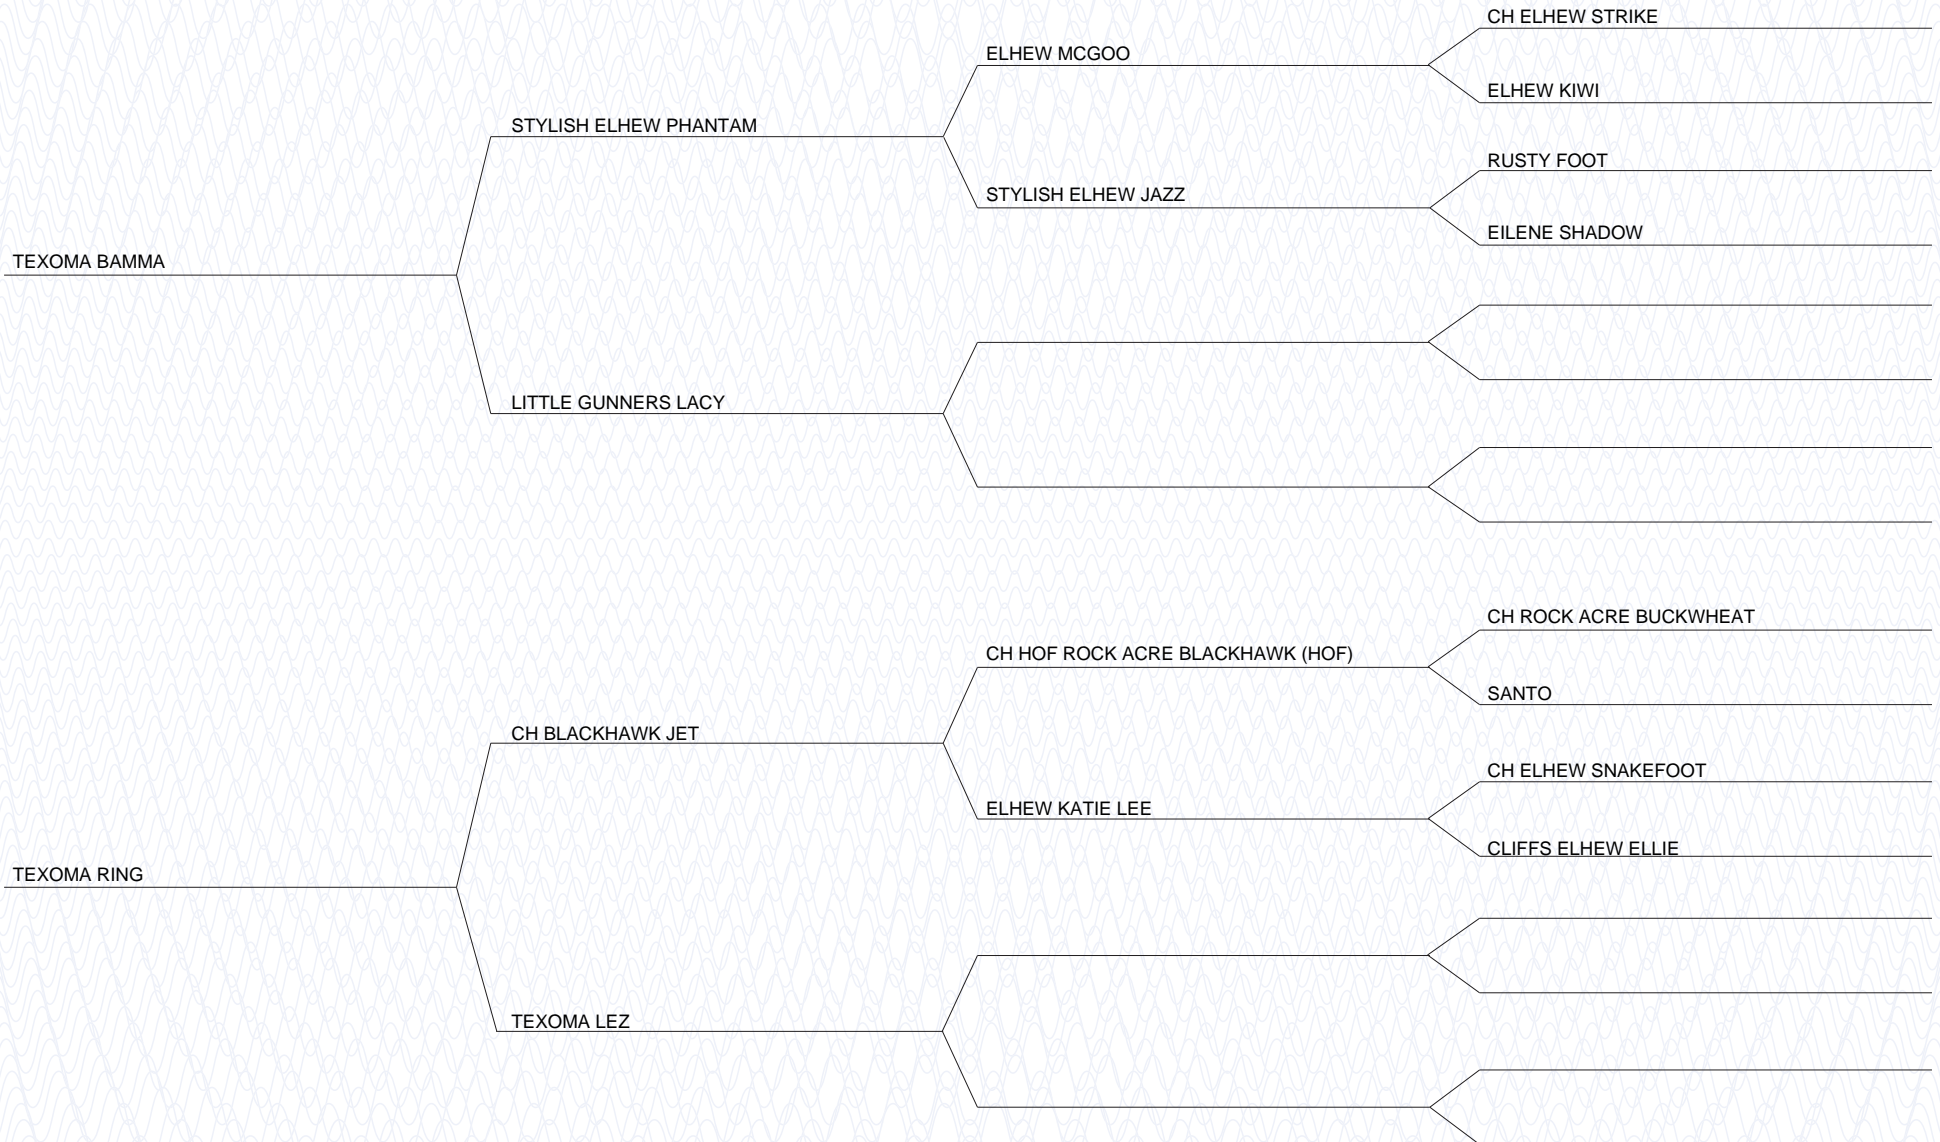 CH ELHEW STRIKE
ELHEW MCGOO
ELHEW KIWI
STYLISH ELHEW PHANTAM
RUSTY FOOT
STYLISH ELHEW JAZZ
EILENE SHADOW
TEXOMA BAMMA
LITTLE GUNNERS LACY
CH ROCK ACRE BUCKWHEAT
CH HOF ROCK ACRE BLACKHAWK (HOF)
SANTO
CH BLACKHAWK JET
CH ELHEW SNAKEFOOT
ELHEW KATIE LEE
CLIFFS ELHEW ELLIE
TEXOMA RING
TEXOMA LEZ